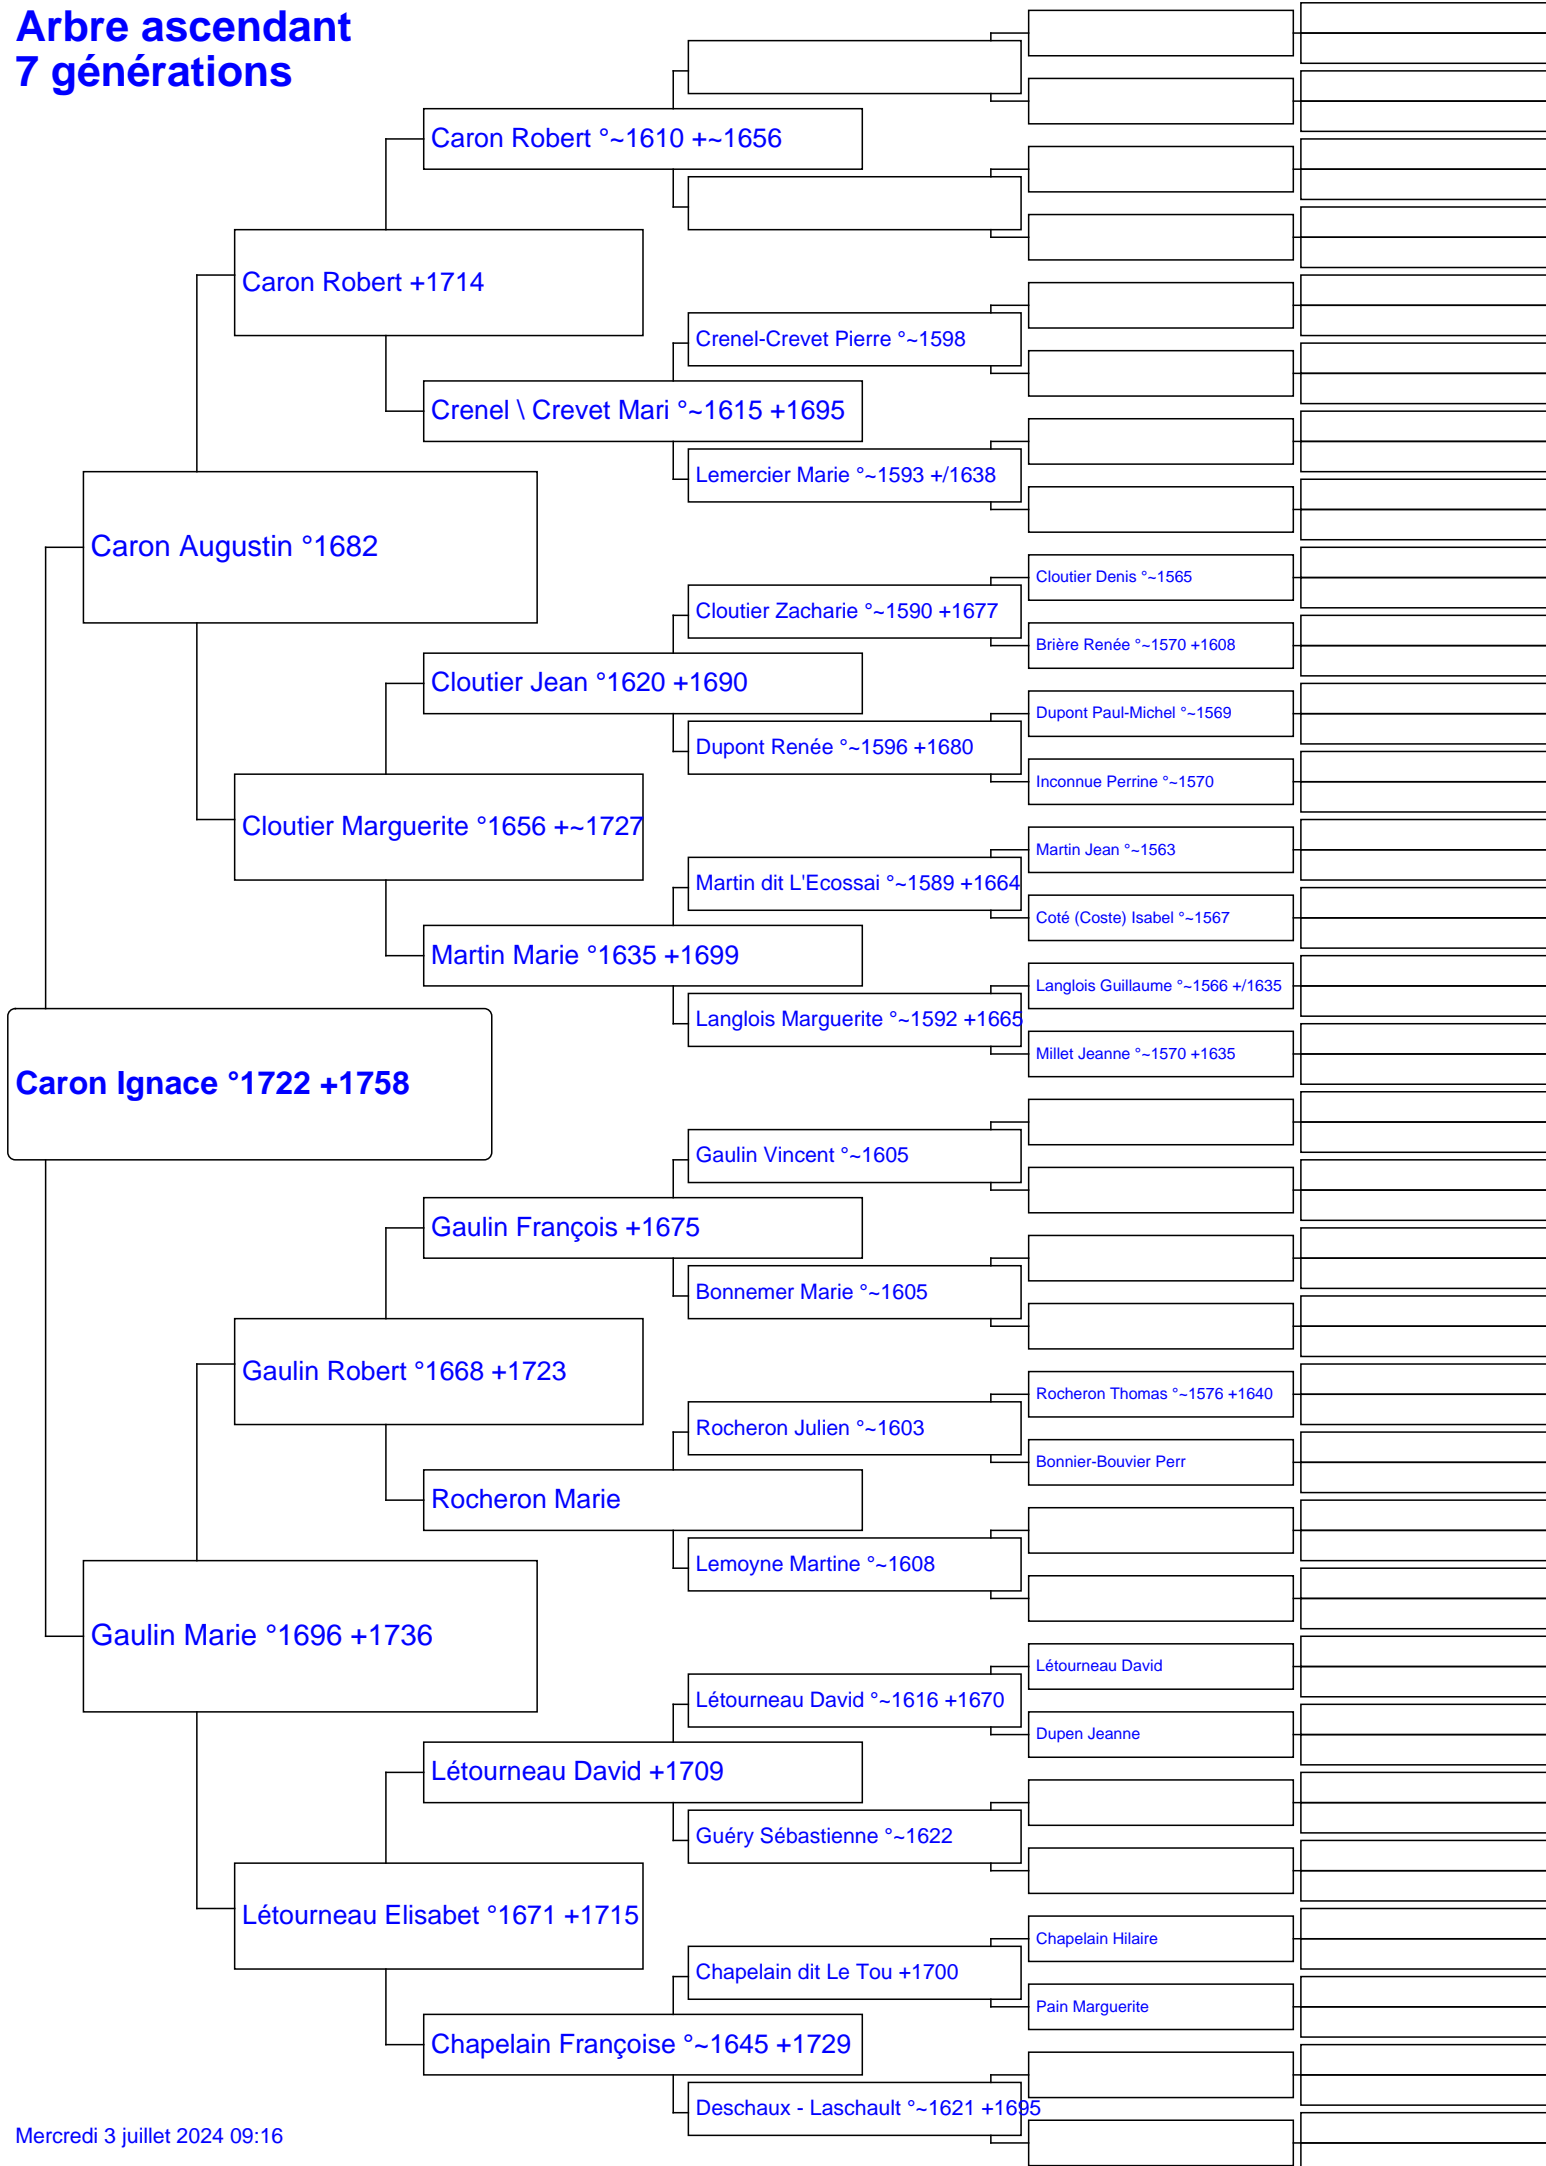 Arbre ascendant
7 générations
Caron Robert °~1610 +~1656
Caron Robert +1714
Crenel-Crevet Pierre °~1598
Crenel \ Crevet Mari °~1615 +1695
Lemercier Marie °~1593 +/1638
Caron Augustin °1682
Cloutier Denis °~1565
Cloutier Zacharie °~1590 +1677
Brière Renée °~1570 +1608
Cloutier Jean °1620 +1690
Dupont Paul-Michel °~1569
Dupont Renée °~1596 +1680
Inconnue Perrine °~1570
Cloutier Marguerite °1656 +~1727
Martin Jean °~1563
Martin dit L'Ecossai °~1589 +1664
Coté (Coste) Isabel °~1567
Martin Marie °1635 +1699
Langlois Guillaume °~1566 +/1635
Langlois Marguerite °~1592 +1665
Millet Jeanne °~1570 +1635
Caron Ignace °1722 +1758
Gaulin Vincent °~1605
Gaulin François +1675
Bonnemer Marie °~1605
Gaulin Robert °1668 +1723
Rocheron Thomas °~1576 +1640
Rocheron Julien °~1603
Bonnier-Bouvier Perr
Rocheron Marie
Lemoyne Martine °~1608
Gaulin Marie °1696 +1736
Létourneau David
Létourneau David °~1616 +1670
Dupen Jeanne
Létourneau David +1709
Guéry Sébastienne °~1622
Létourneau Elisabet °1671 +1715
Chapelain Hilaire
Chapelain dit Le Tou +1700
Pain Marguerite
Chapelain Françoise °~1645 +1729
Deschaux - Laschault °~1621 +1695
Mercredi 3 juillet 2024 09:16